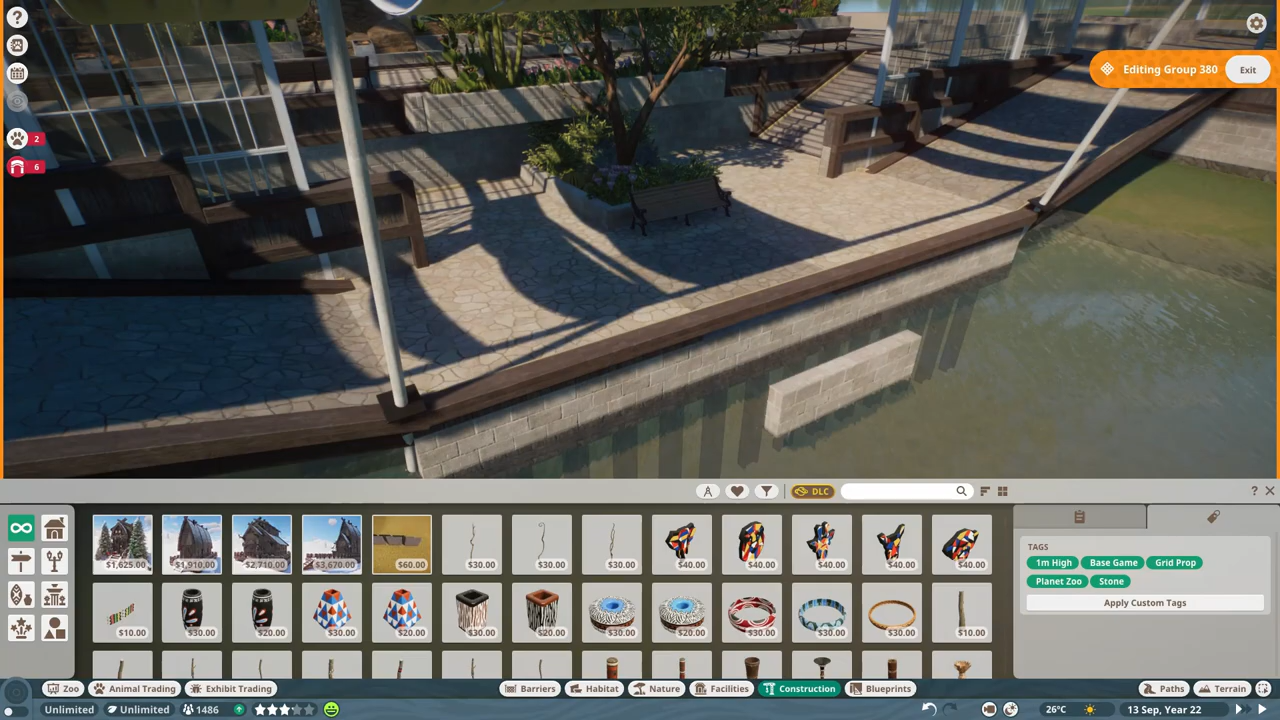 ?
Editing Group 380
Exit
2
6
DLC
?
$1,625.00
$1,910.00
$2,710.00
$3,670.00
$60.00
$30.00
$30.00
$30.00
$40.00
$40.00
$40.00
$40.00
$40.00
TAGS
1m High
Base Game
Grid Prop
Planet Zoo
Stone
Apply Custom Tags
$10.00
$30.00
$20.00
$30.00
$20.00
$30.00
$20.00
$30.00
$20.00
$30.00
$30.00
$30.00
$10.00
Zoo
Animal Trading
Exhibit Trading
Barriers
Habitat
Nature
Facilities
Construction
Blueprints
Paths
Terrain
Unlimited
Unlimited
1486
26°C
13 Sep, Year 22